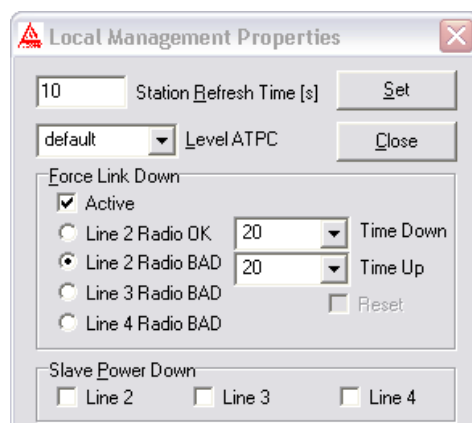 Local Management Properties
10 Station Refresh Time [s] Set
default Level ATPC Close
Force Link Down
Active
Line 2 Radio OK 20 Time Down
Line 2 Radio BAD 20 Time Up
Line 3 Radio BAD Reset
Line 4 Radio BAD
Slave Power Down
Line 2 Line 3 Line 4